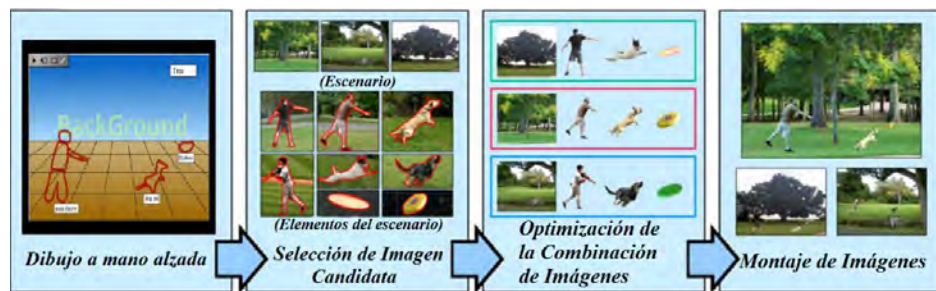 Tree
BackGround
Dibujo a mano alzada
(Escenario)
(Elementos del escenario)
Selección de Imagen
Candidata
Optimización de
la Combinación
de Imágenes
Montaje de Imágenes